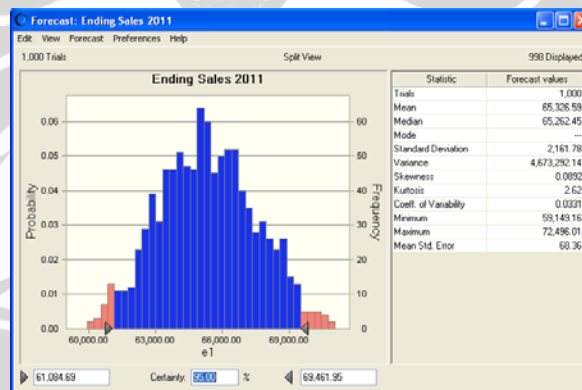 Forecast: Ending Sales 2011
Edit View Forecast Preferences Help
1,000 Trials Split View 998 Displayed
Ending Sales 2011
Statistic Forecast values
Trials 1,000
Mean 65,326.59
Median 65,262.45
Mode ---
Standard Deviation 2,161.78
Variance 4,673,292.14
Skewness 0.0892
Kurtosis 2.62
Coeff. of Variability 0.0331
Minimum 59,149.16
Maximum 72,496.01
Mean Std. Error 68.36
Probability
0.06
0.05
0.04
0.03
0.02
0.01
0.00
60
50
40
30
20
10
0
Frequency
60,000.00 63,000.00 66,000.00 69,000.00
e1
61,084.69 Certainty: 95.00 % 69,461.95